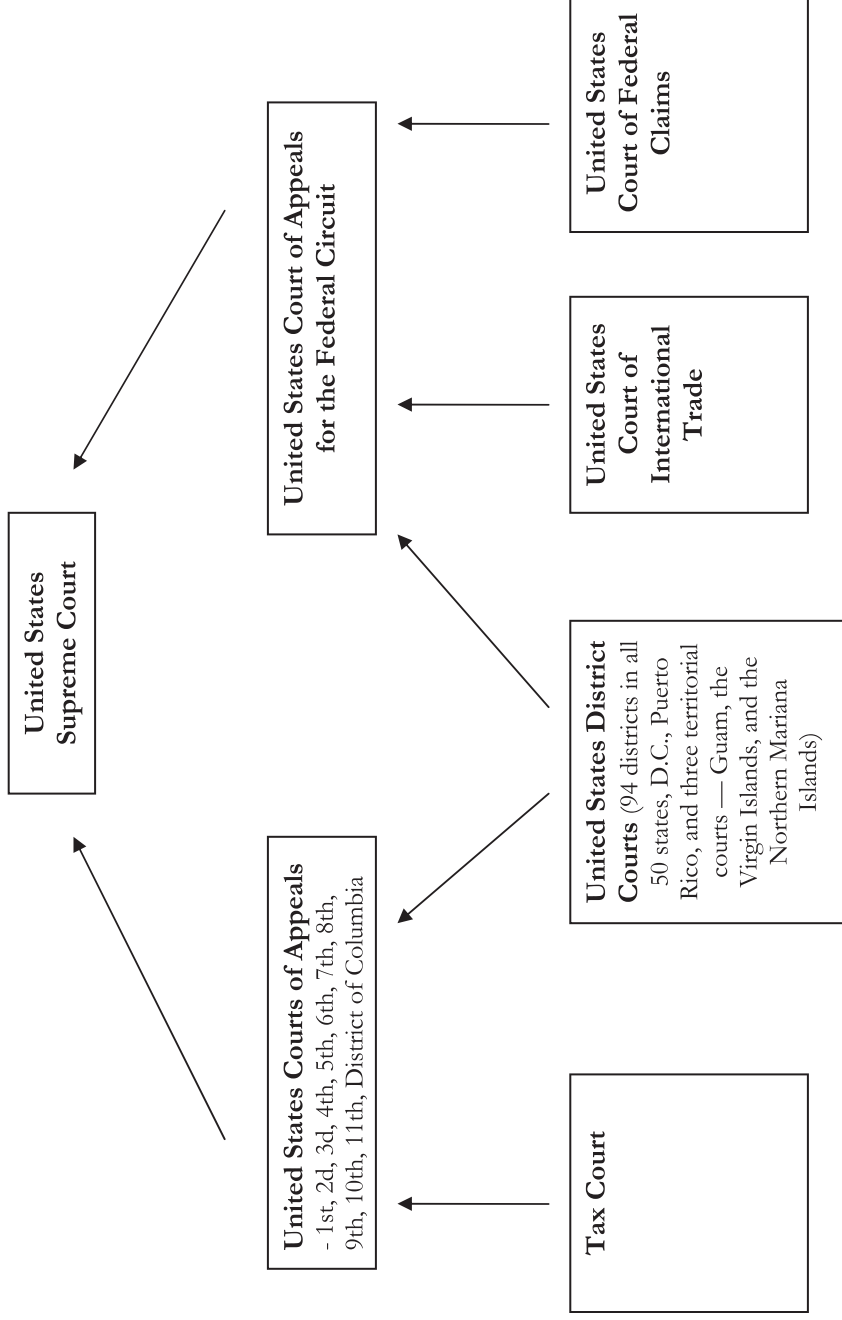 United States
Supreme Court
United States Courts of Appeals
- 1st, 2d, 3d, 4th, 5th, 6th, 7th, 8th,
9th, 10th, 11th, District of Columbia
United States Court of Appeals
for the Federal Circuit
Tax Court
United States District
Courts (94 districts in all
50 states, D.C., Puerto
Rico, and three territorial
courts — Guam, the
Virgin Islands, and the
Northern Mariana
Islands)
United States
Court of
International
Trade
United States
Court of Federal
Claims